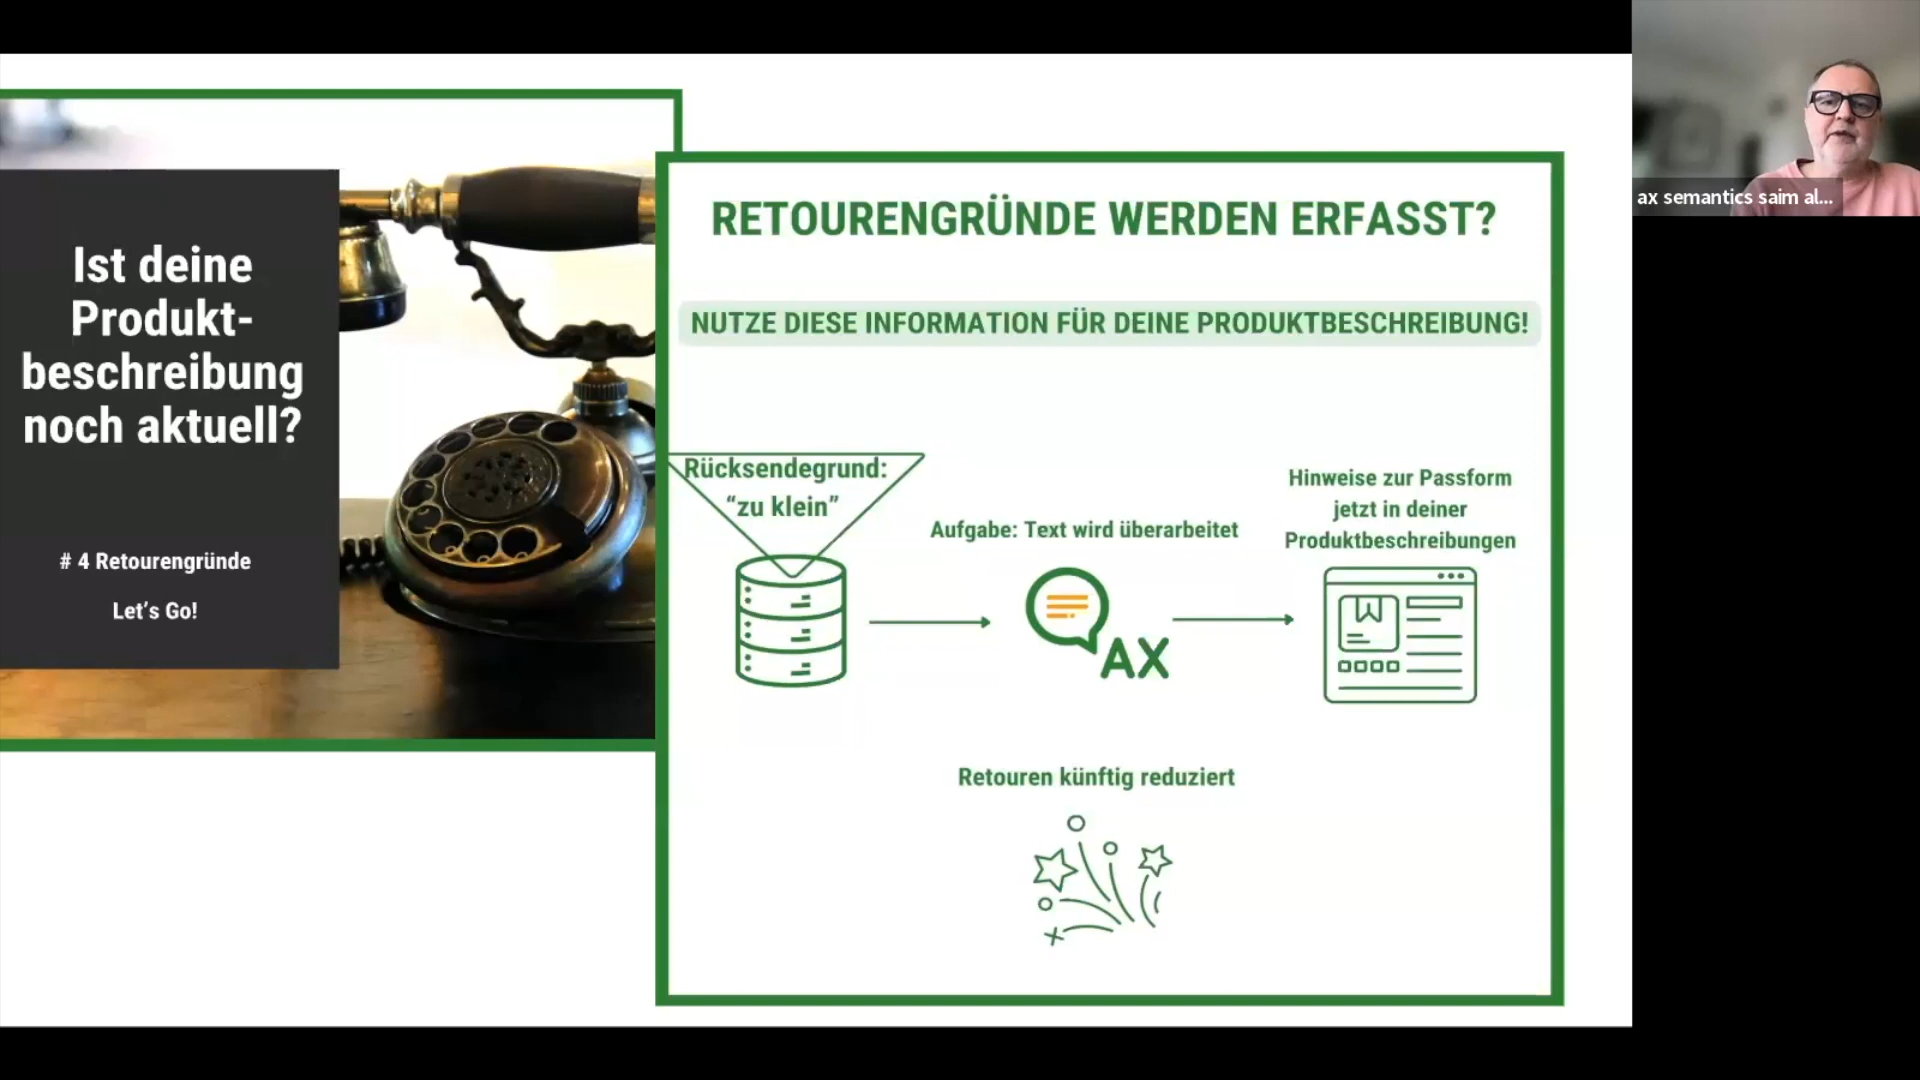 Ist deine
Produkt-
beschreibung
noch aktuell?
# 4 Retourengründe
Let's Go!
RETOURENGRÜNDE WERDEN ERFASST?
NUTZE DIESE INFORMATION FÜR DEINE PRODUKTBESCHREIBUNG!
Rücksendegrund:
“zu klein”
Aufgabe: Text wird überarbeitet
AX
Hinweise zur Passform
jetzt in deiner
Produktbeschreibungen
Retouren künftig reduziert
ax semantics saim al...